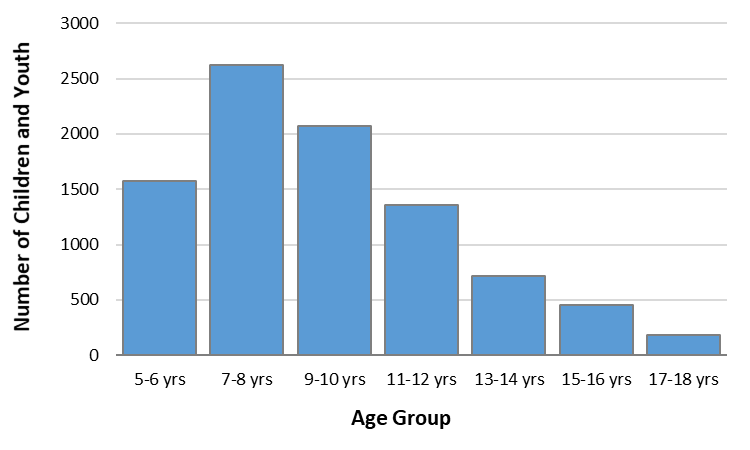 Number of Children and Youth
3000
2500
2000
1500
1000
500
0
5-6 yrs 7-8 yrs 9-10 yrs 11-12 yrs 13-14 yrs 15-16 yrs 17-18 yrs
Age Group